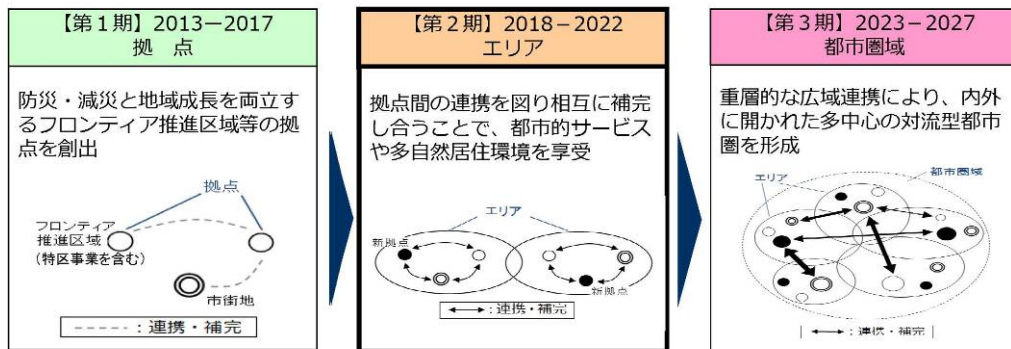 【第1期】2013－2017
拠　点
防災・減災と地域成長を両立す
るフロンティア推進区域等の拠
点を創出
拠点
フロンティア
推進区域
(特区事業を含む)
市街地
：連携・補完
【第２期】2018－2022
エリア
拠点間の連携を図り相互に補完
し合うことで、都市的サービス
や多自然居住環境を享受
エリア
新拠点
新拠点
：連携・補完
【第３期】2023－2027
都市圏域
重層的な広域連携により、内外
に開かれた多中心の対流型都市
圏を形成
エリア
都市圏域
：連携・補完